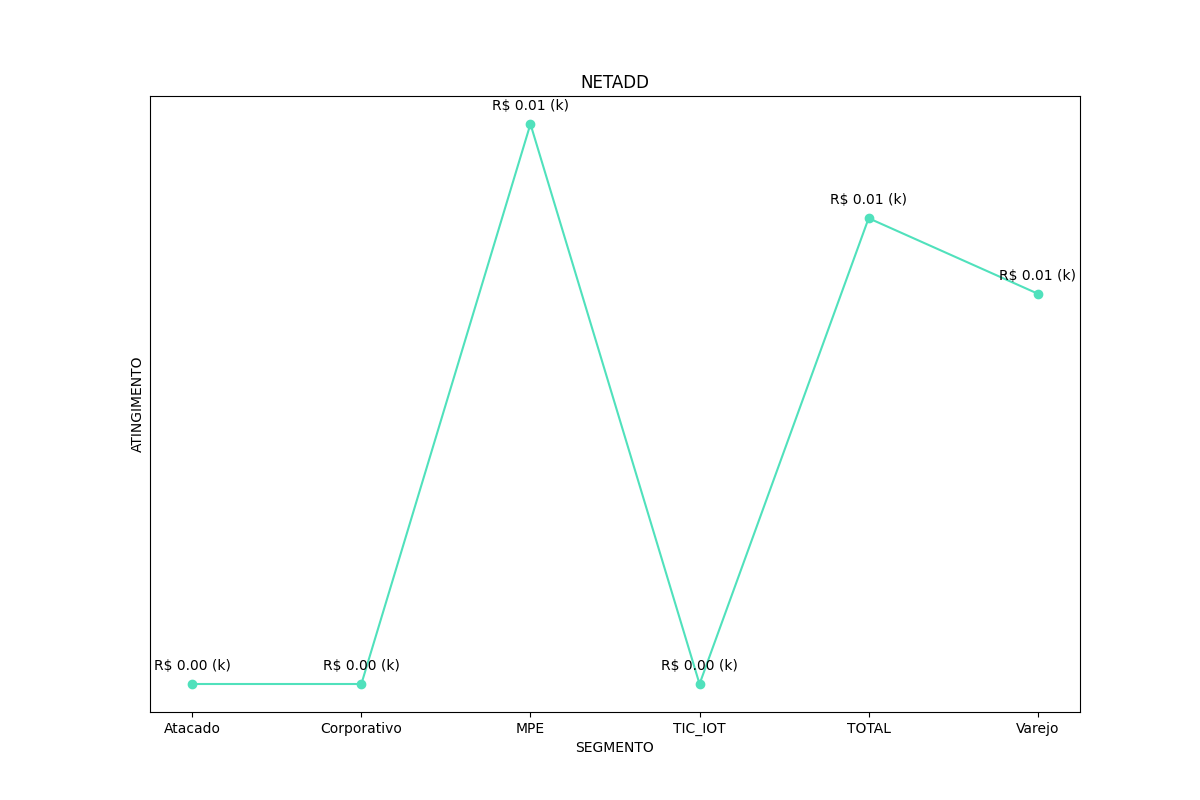 NETADD
R$ 0.01 (k)
R$ 0.01 (k)
R$ 0.01 (k)
ATINGIMENTO
R$ 0.00 (k)
R$ 0.00 (k)
R$ 0.00 (k)
Atacado
Corporativo
MPE
TIC_IOT
TOTAL
Varejo
SEGMENTO